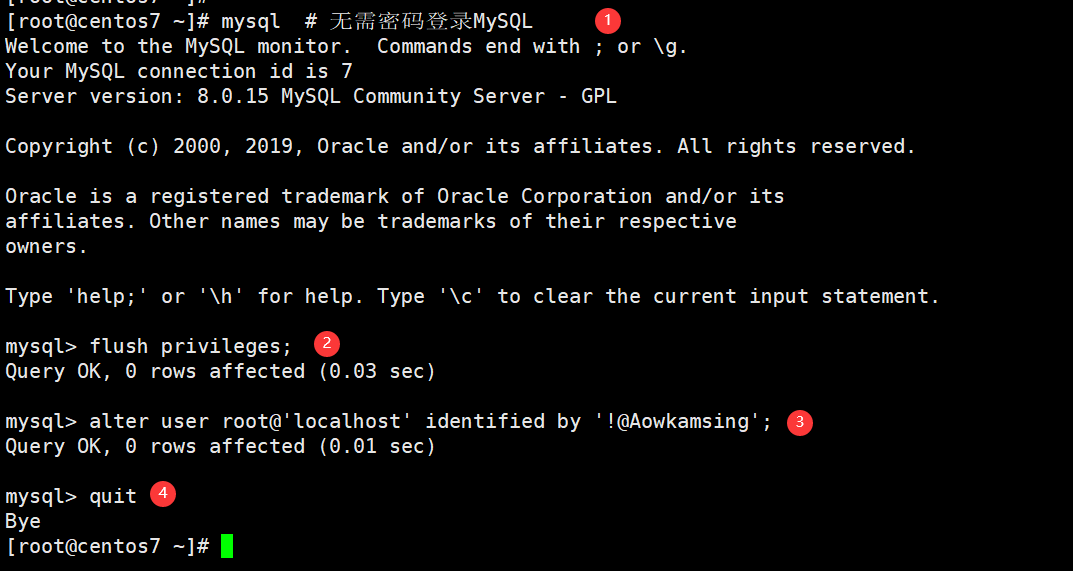 [root@centos7 ~]#
[root@centos7 ~]# mysql  # 无需密码登录MySQL 1
Welcome to the MySQL monitor.  Commands end with ; or \g.
Your MySQL connection id is 7
Server version: 8.0.15 MySQL Community Server - GPL
Copyright (c) 2000, 2019, Oracle and/or its affiliates. All rights reserved.
Oracle is a registered trademark of Oracle Corporation and/or its
affiliates. Other names may be trademarks of their respective
owners.
Type 'help;' or '\h' for help. Type '\c' to clear the current input statement.
mysql> flush privileges; 2
Query OK, 0 rows affected (0.03 sec)
mysql> alter user root@'localhost' identified by '!@Aowkamsing'; 3
Query OK, 0 rows affected (0.01 sec)
mysql> quit 4
Bye
[root@centos7 ~]#